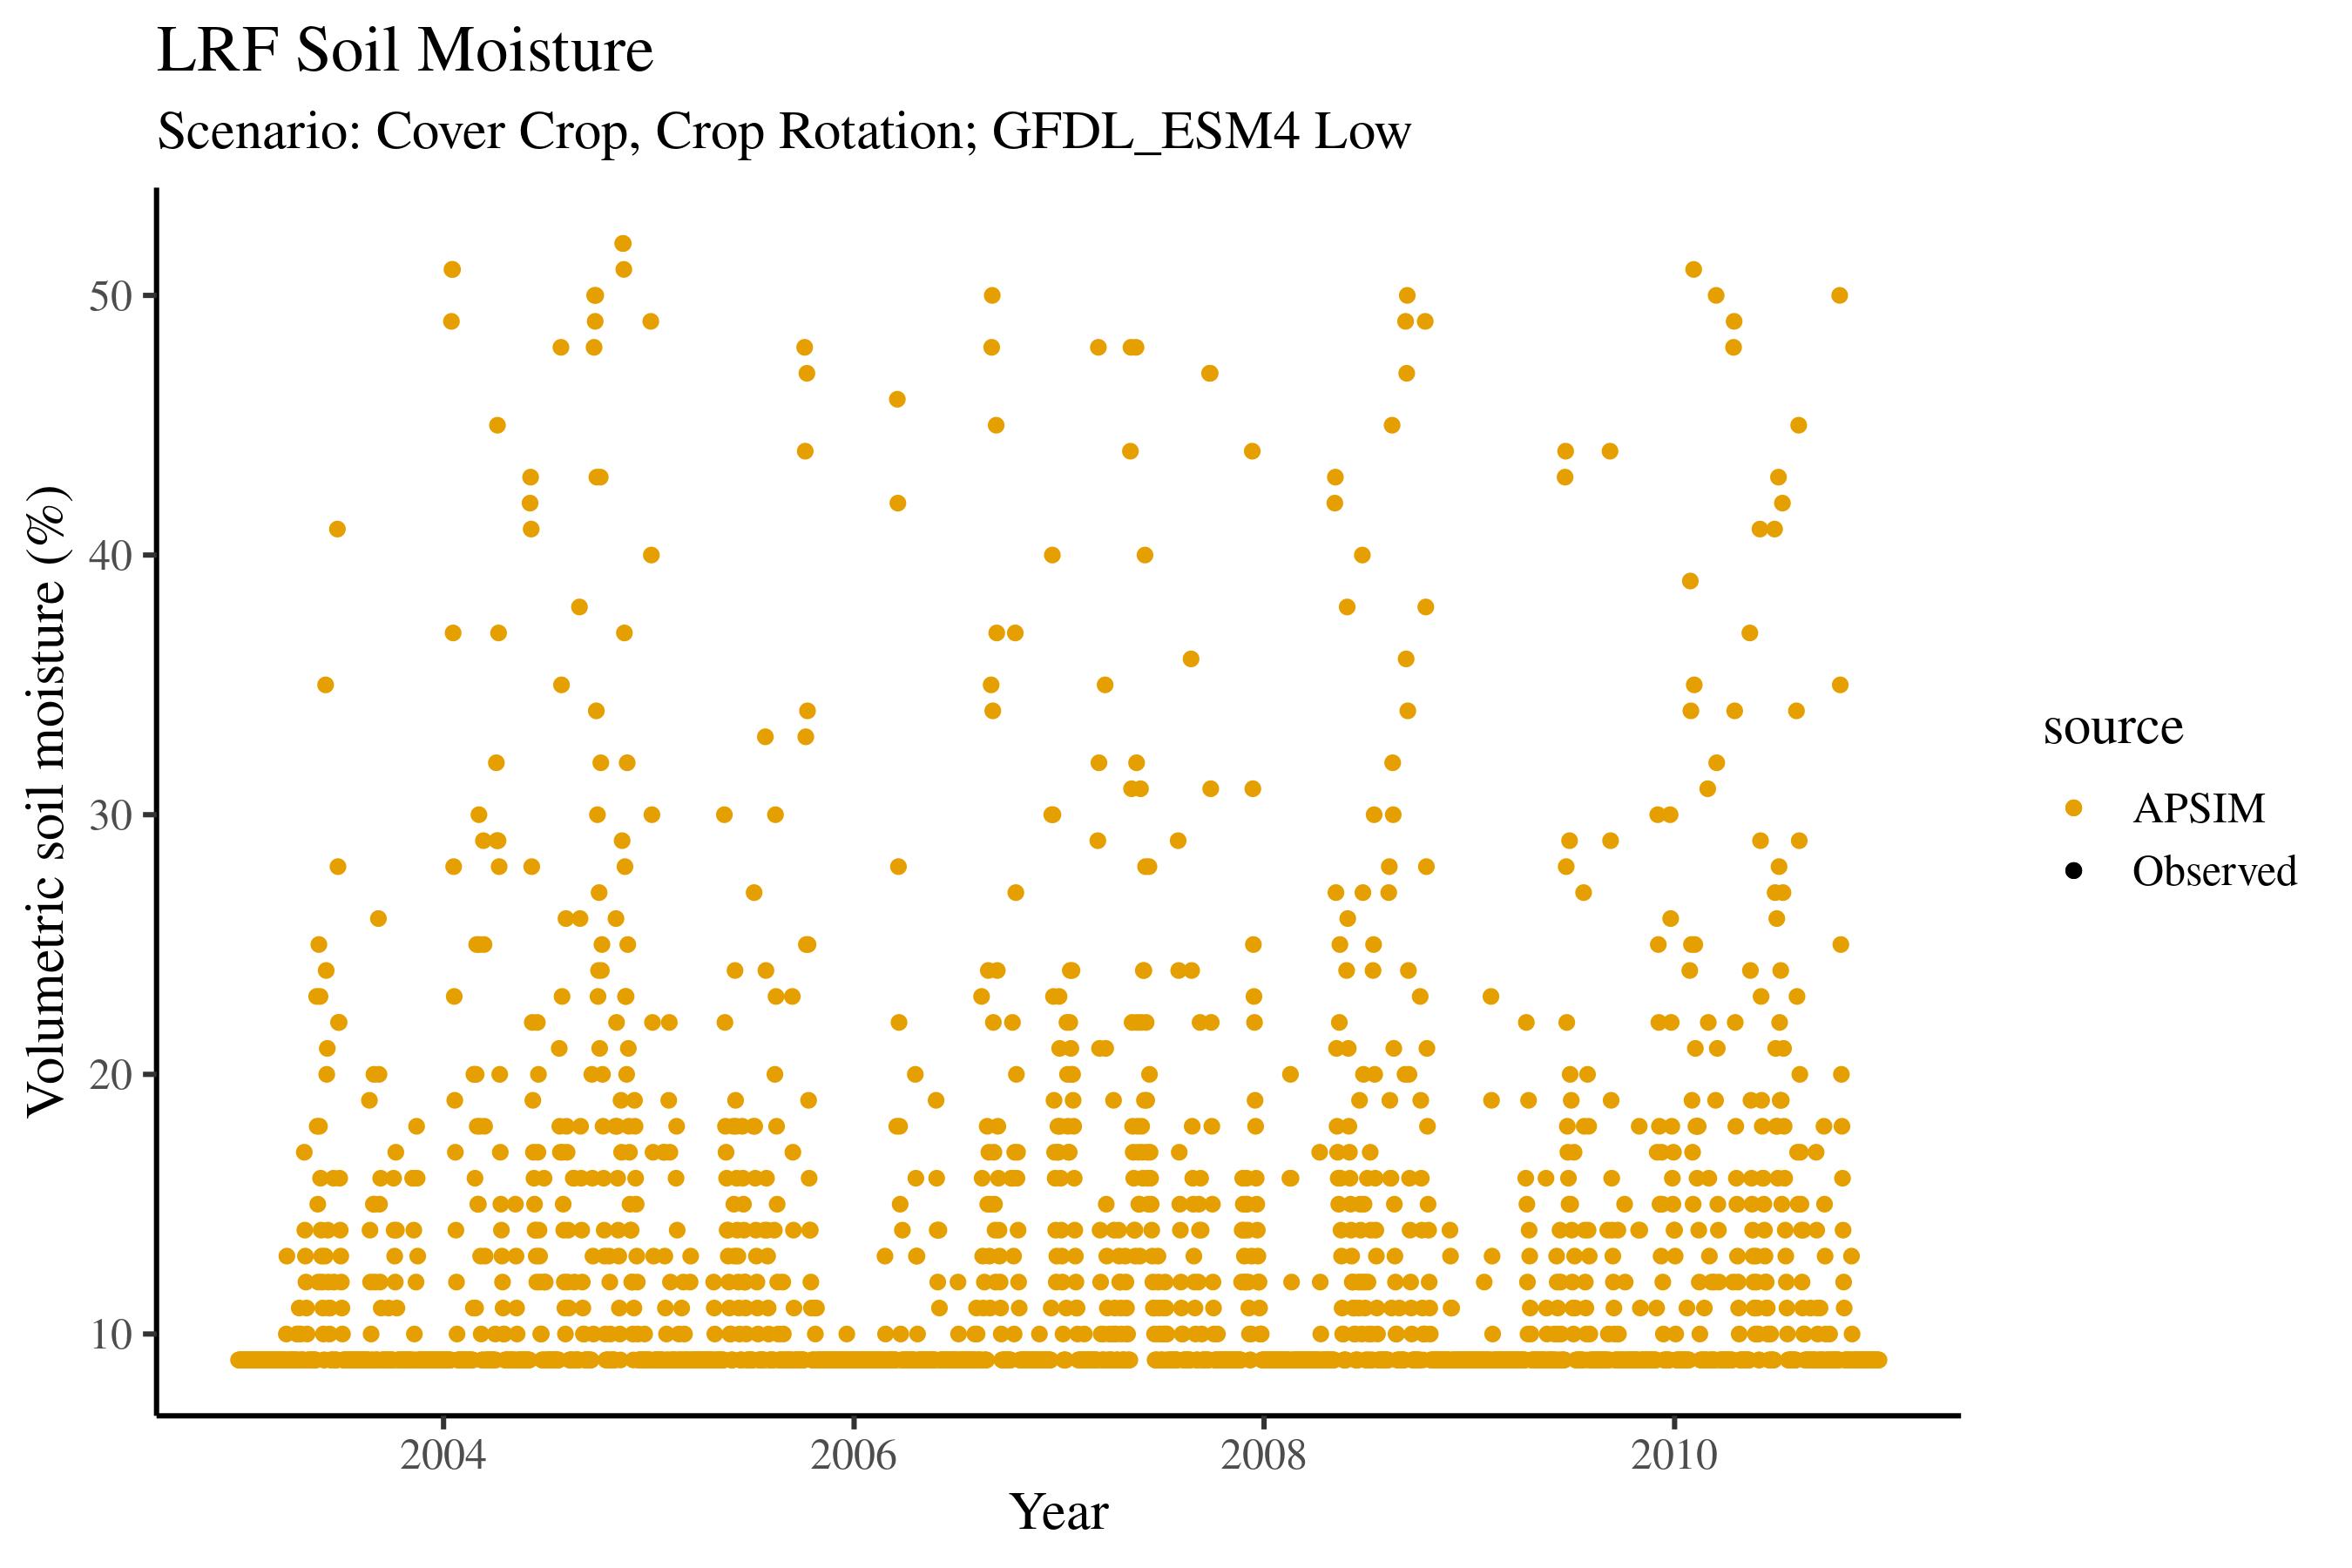 LRF Soil Moisture
Scenario: Cover Crop, Crop Rotation; GFDL_ESM4 Low
Volumetric soil moisture (%)
50
40
30
20
10
2004 2006 2008 2010
Year
source
APSIM
Observed